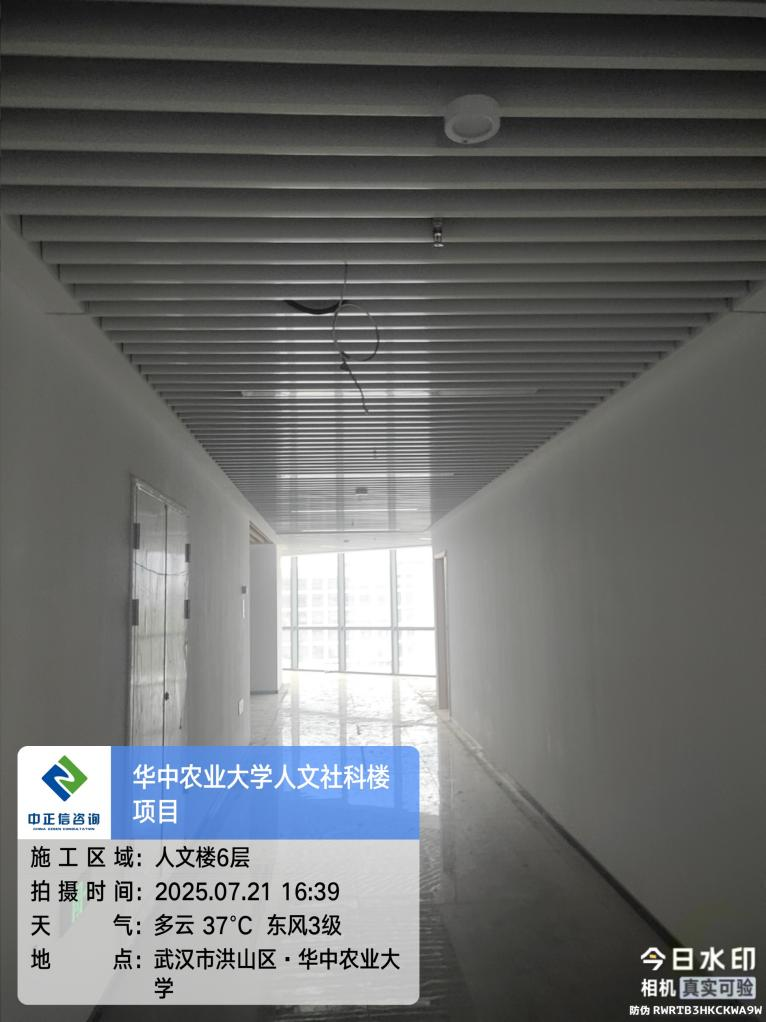 华中农业大学人文社科楼
项目
中正信咨询
CHINA ZENXIN CONSULTATION
施工区域：人文楼6层
拍摄时间：2025.07.21 16:39
天气：多云 37℃ 东风3级
地点：武汉市洪山区·华中农业大
学
今日水印
相机 真实可验
防伪 RWRTB3HKCKWA9W